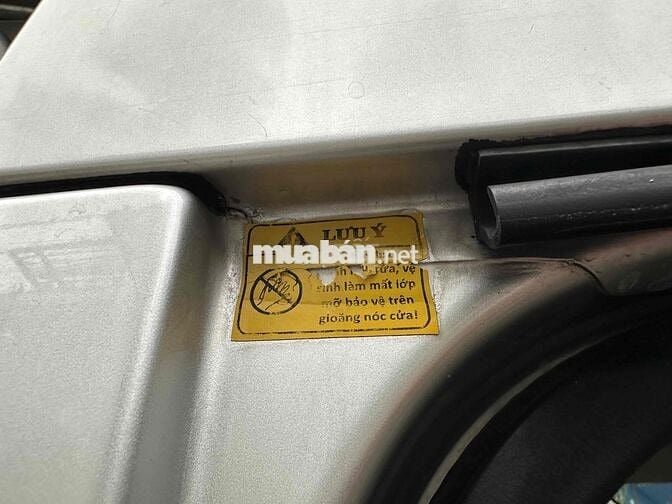 LƯU Ý
muaban.net
rửa, vệ
sinh làm mất lớp
mỡ bảo vệ trên
gioăng nóc cửa!